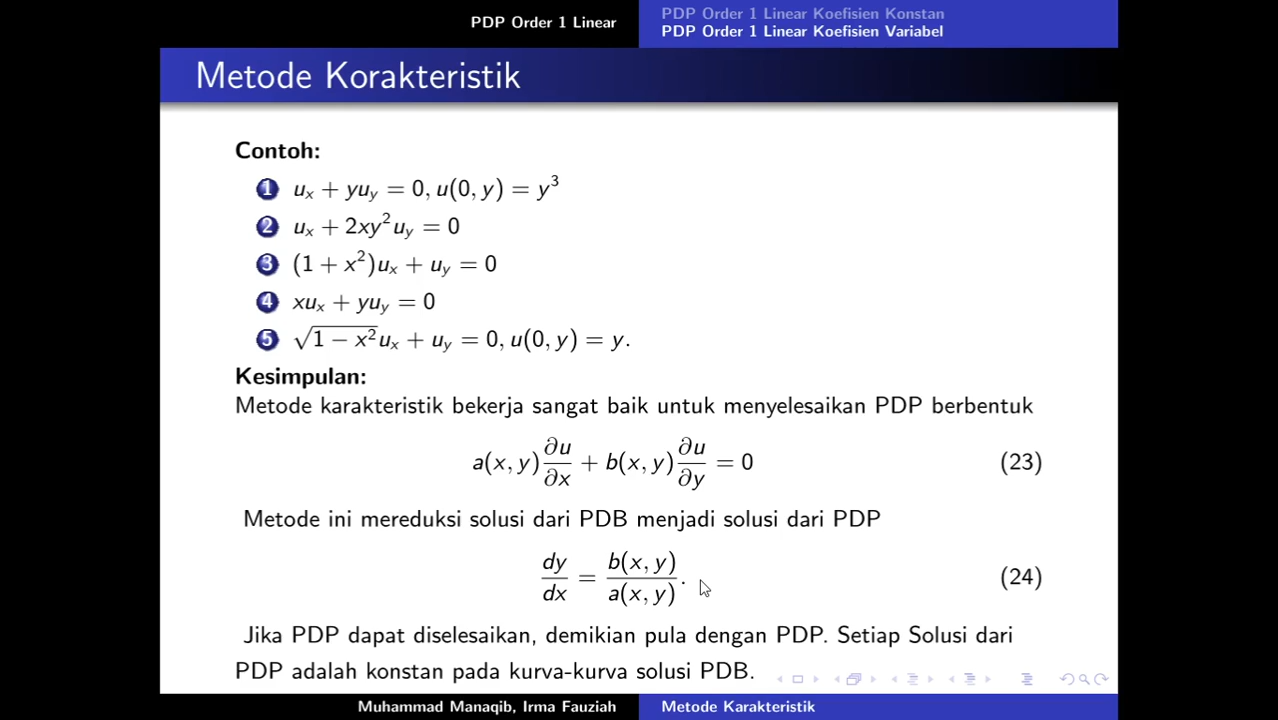 PDP Order 1 Linear
PDP Order 1 Linear Koefisien Konstan
PDP Order 1 Linear Koefisien Variabel
Metode Korakteristik
Contoh:
1 uₓ + yu_y = 0, u(0, y) = y³
2 uₓ + 2xy²u_y = 0
3 (1 + x²)uₓ + u_y = 0
4 xuₓ + yu_y = 0
5 √(1 − x²)uₓ + u_y = 0, u(0, y) = y.
Kesimpulan:
Metode karakteristik bekerja sangat baik untuk menyelesaikan PDP berbentuk
a(x, y) ∂u/∂x + b(x, y) ∂u/∂y = 0 (23)
Metode ini mereduksi solusi dari PDB menjadi solusi dari PDP
dy/dx = b(x, y)/a(x, y). (24)
Jika PDP dapat diselesaikan, demikian pula dengan PDP. Setiap Solusi dari
PDP adalah konstan pada kurva-kurva solusi PDB.
Muhammad Manaqib, Irma Fauziah
Metode Karakteristik